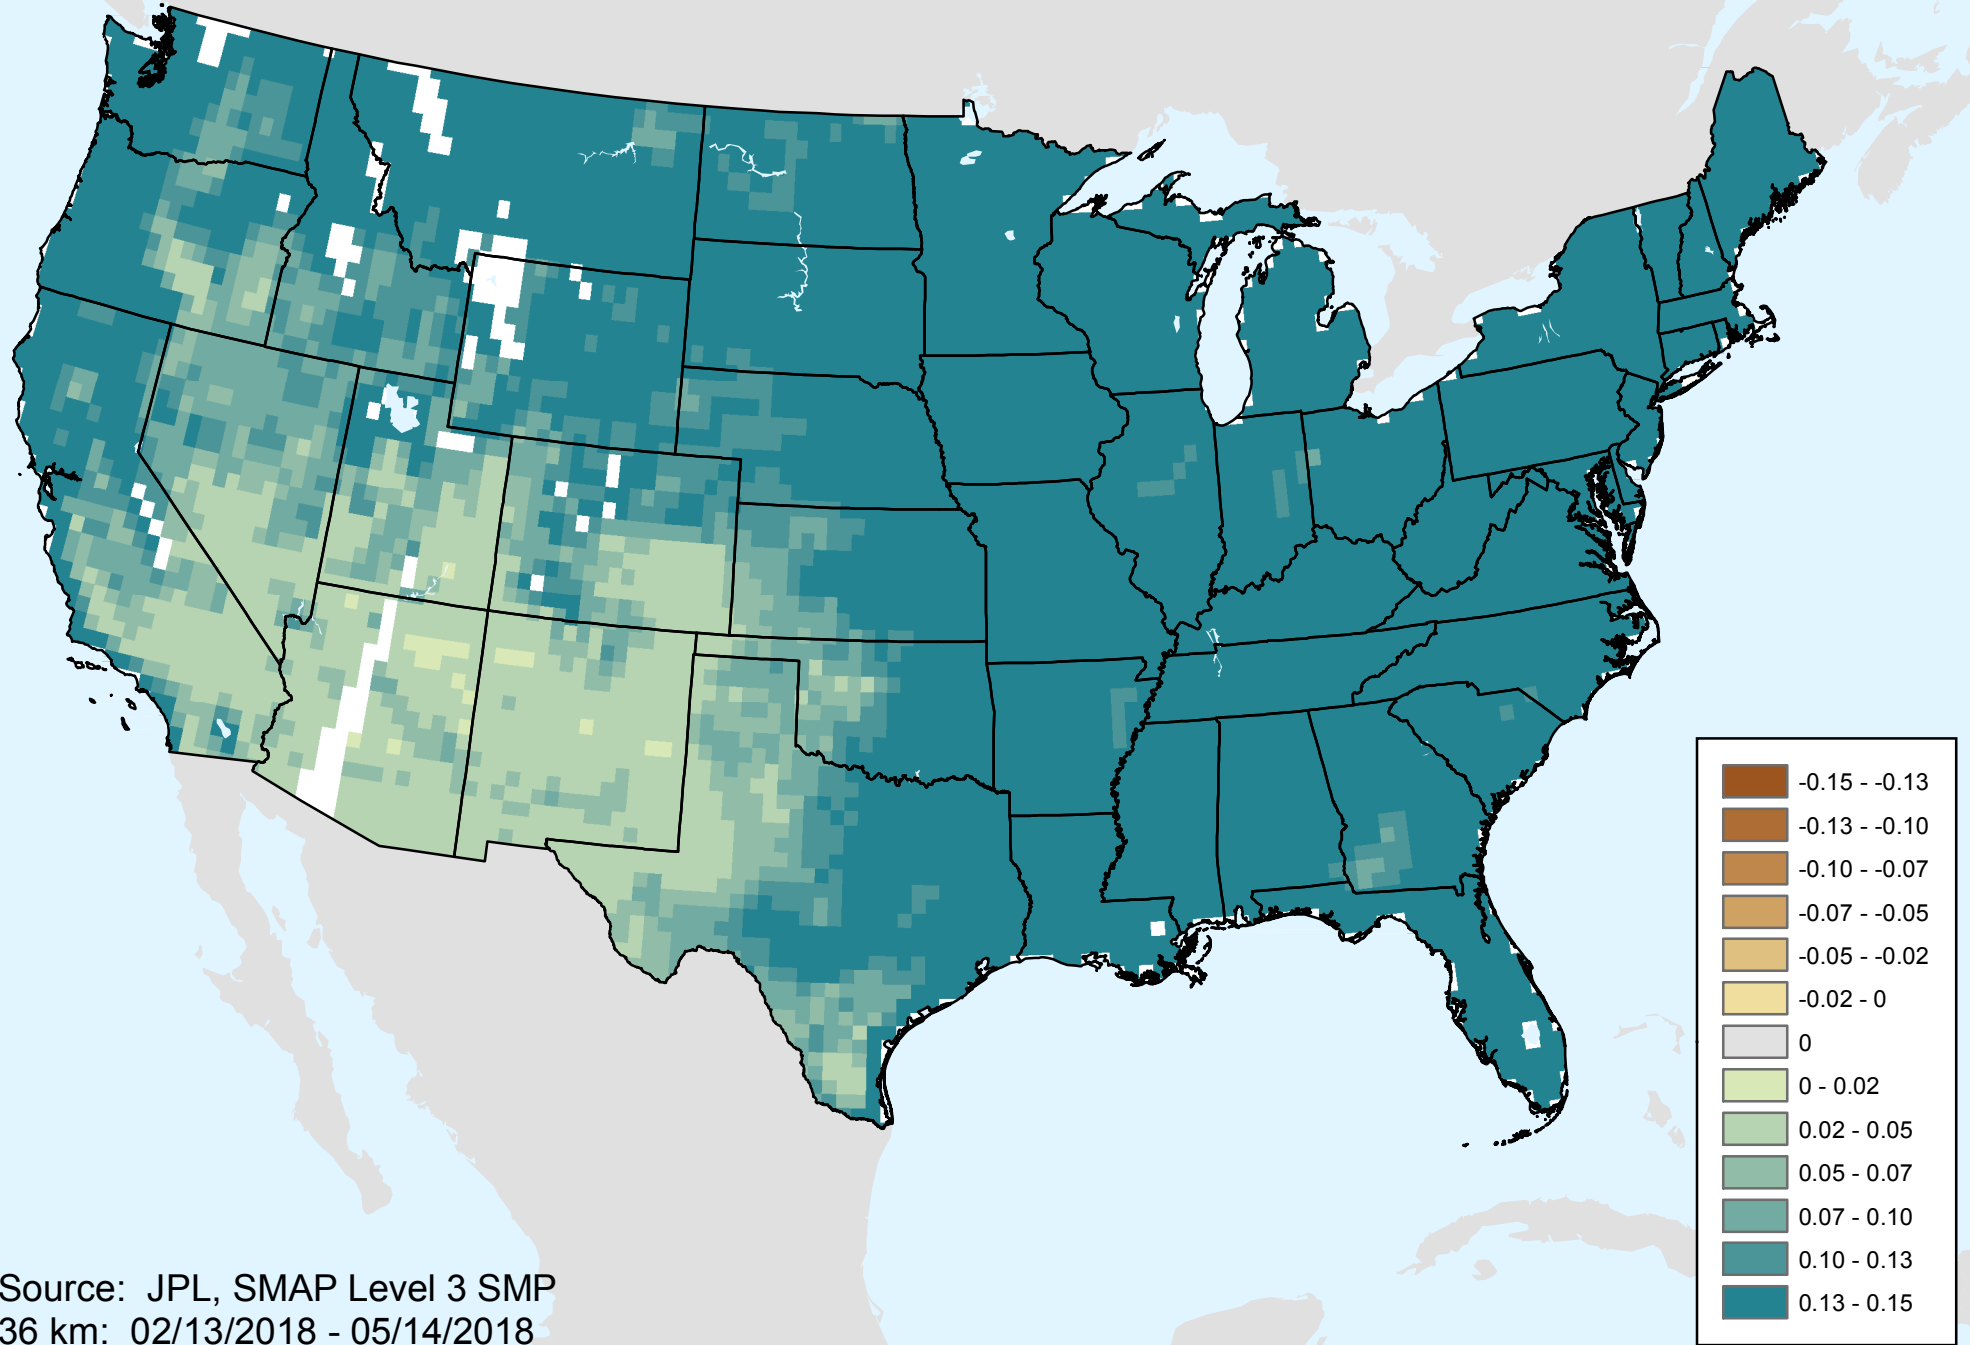 -0.15 - -0.13
-0.13 - -0.10
-0.10 - -0.07
-0.07 - -0.05
-0.05 - -0.02
-0.02 - 0
0
0 - 0.02
0.02 - 0.05
0.05 - 0.07
0.07 - 0.10
0.10 - 0.13
0.13 - 0.15
Source: JPL, SMAP Level 3 SMP
36 km: 02/13/2018 - 05/14/2018